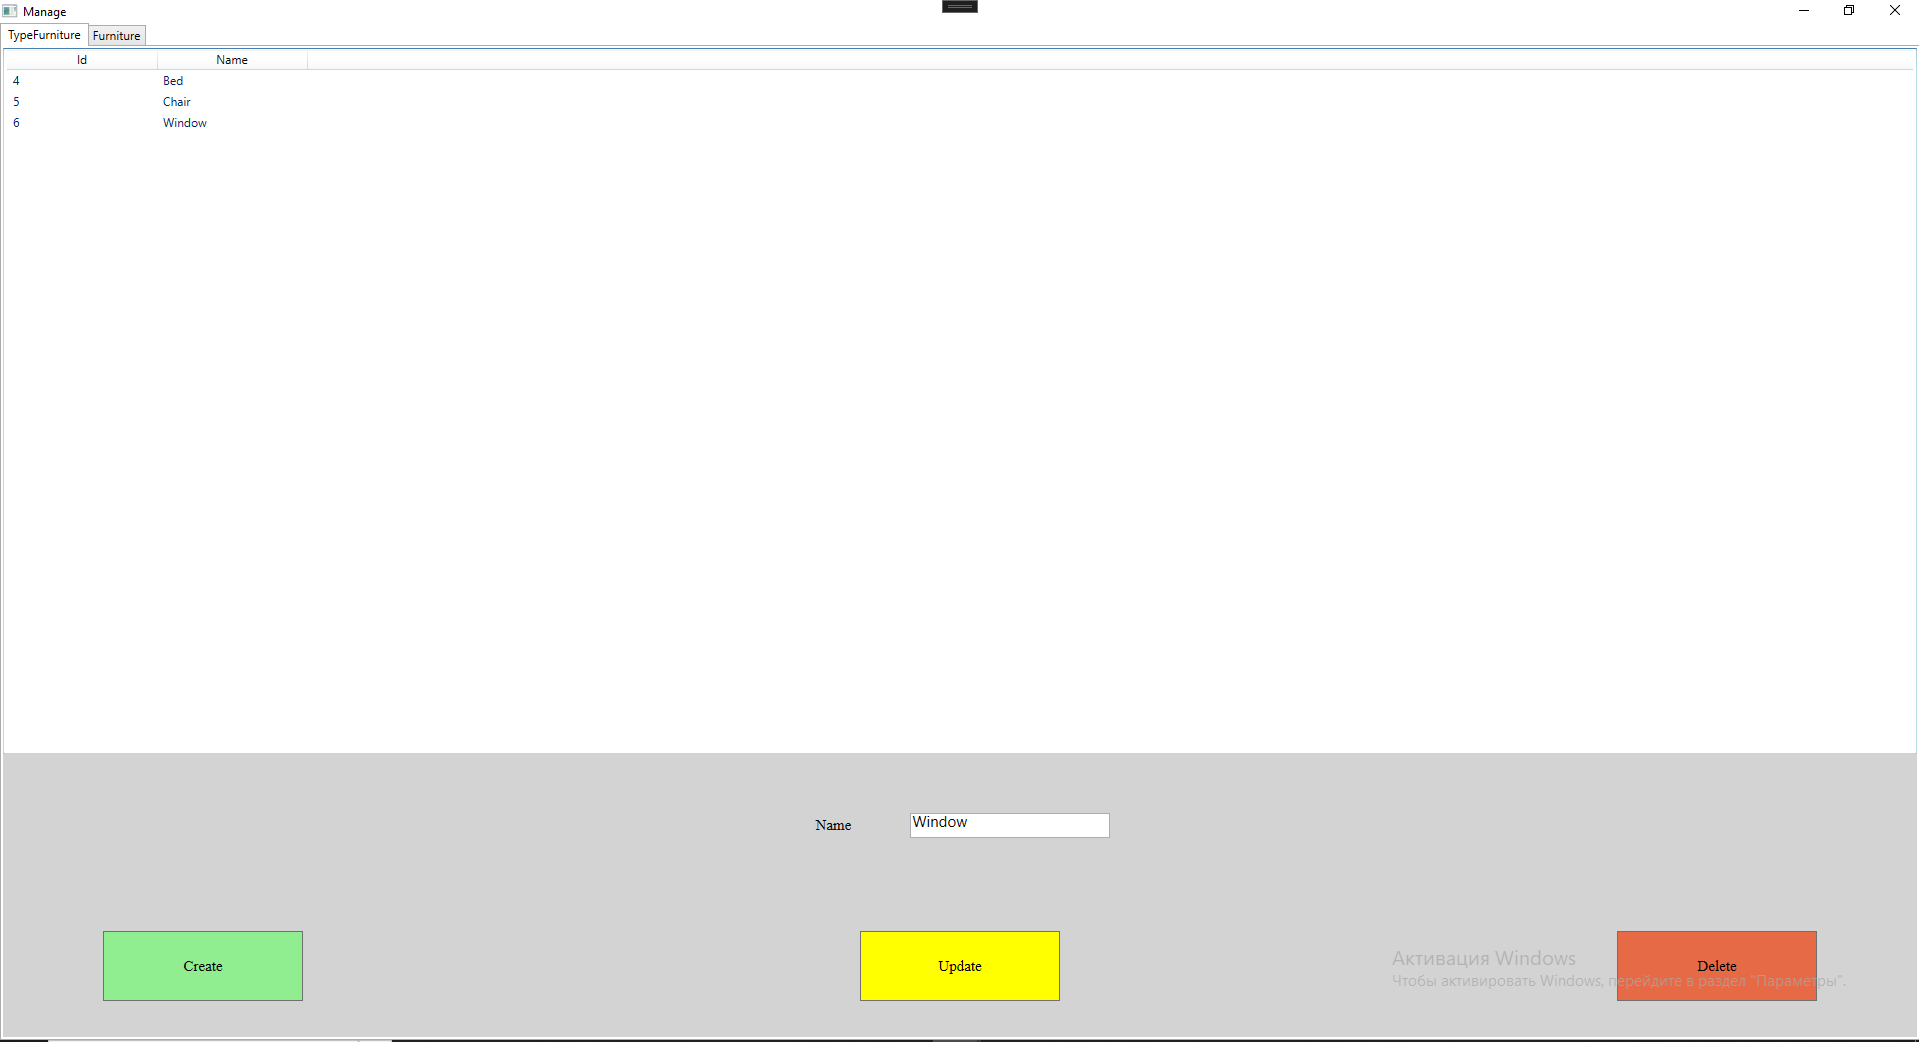 Manage
TypeFurniture Furniture
Id Name
4 Bed
5 Chair
6 Window
Name Window
Create Update Delete
Активация Windows
Чтобы активировать Windows, перейдите в раздел "Параметры".